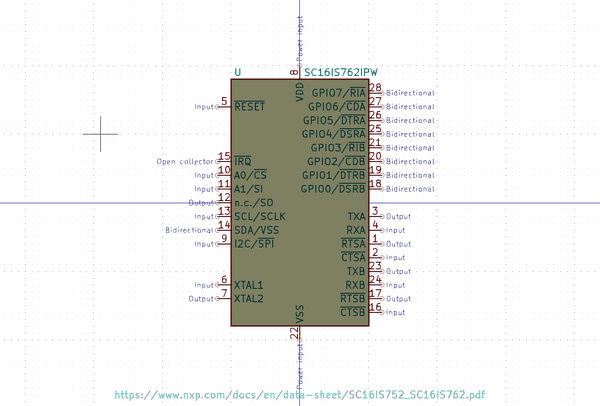 Power input
8
U SC16IS762IPW
VDD
GPIO7/RIA 28 Bidirectional
Input 5 RESET GPIO6/CDA 27 Bidirectional
GPIO5/DTRA 26 Bidirectional
GPIO4/DSRA 25 Bidirectional
GPIO3/RIB 21 Bidirectional
Open collector 15 IRQ GPIO2/CDB 20 Bidirectional
Input 10 A0/CS GPIO1/DTRB 19 Bidirectional
Input 11 A1/SI GPIO0/DSRB 18 Bidirectional
Output 12 n.c./SO
Input 13 SCL/SCLK TXA 3 Output
Bidirectional 14 SDA/VSS RXA 4 Input
Input 9 I2C/SPI RTSA 1 Output
CTSA 2 Input
TXB 23 Output
Input 6 XTAL1 RXB 24 Input
Output 7 XTAL2 RTSB 17 Output
CTSB 16 Input
VSS
22
Power input
https://www.nxp.com/docs/en/data-sheet/SC16IS752_SC16IS762.pdf